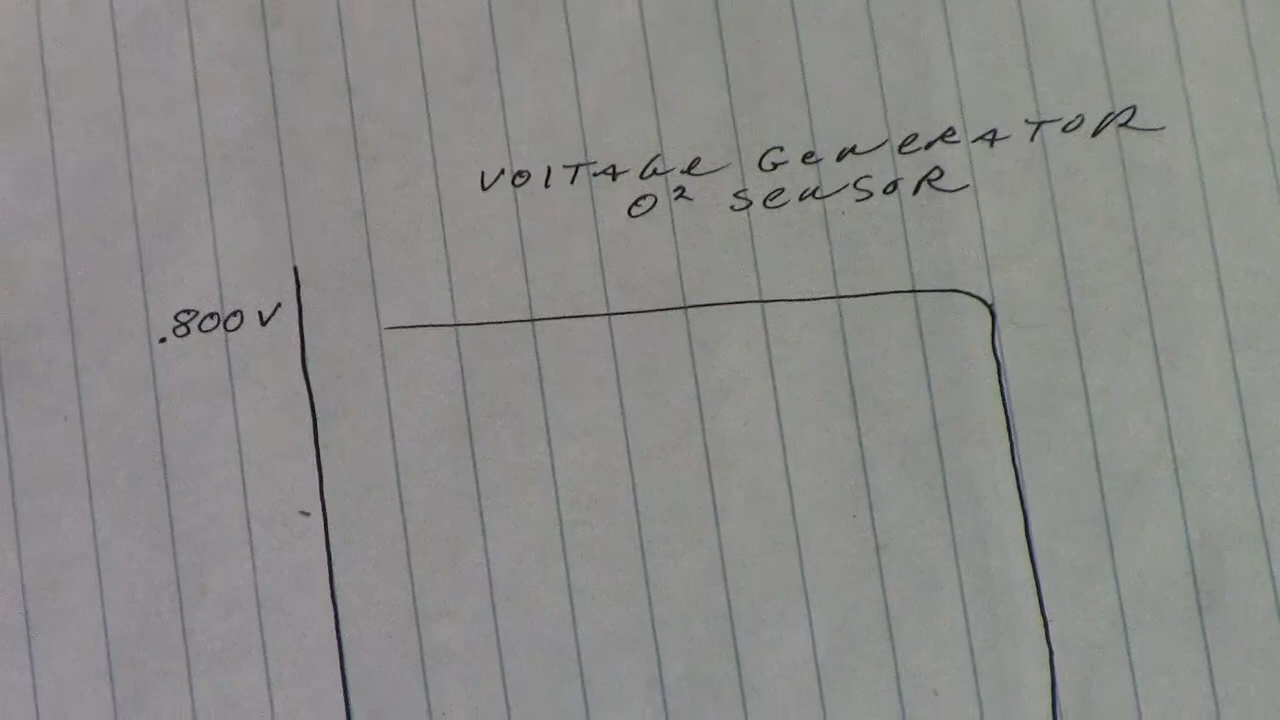 VOLTAGE GENERATOR
O² SENSOR
.800V